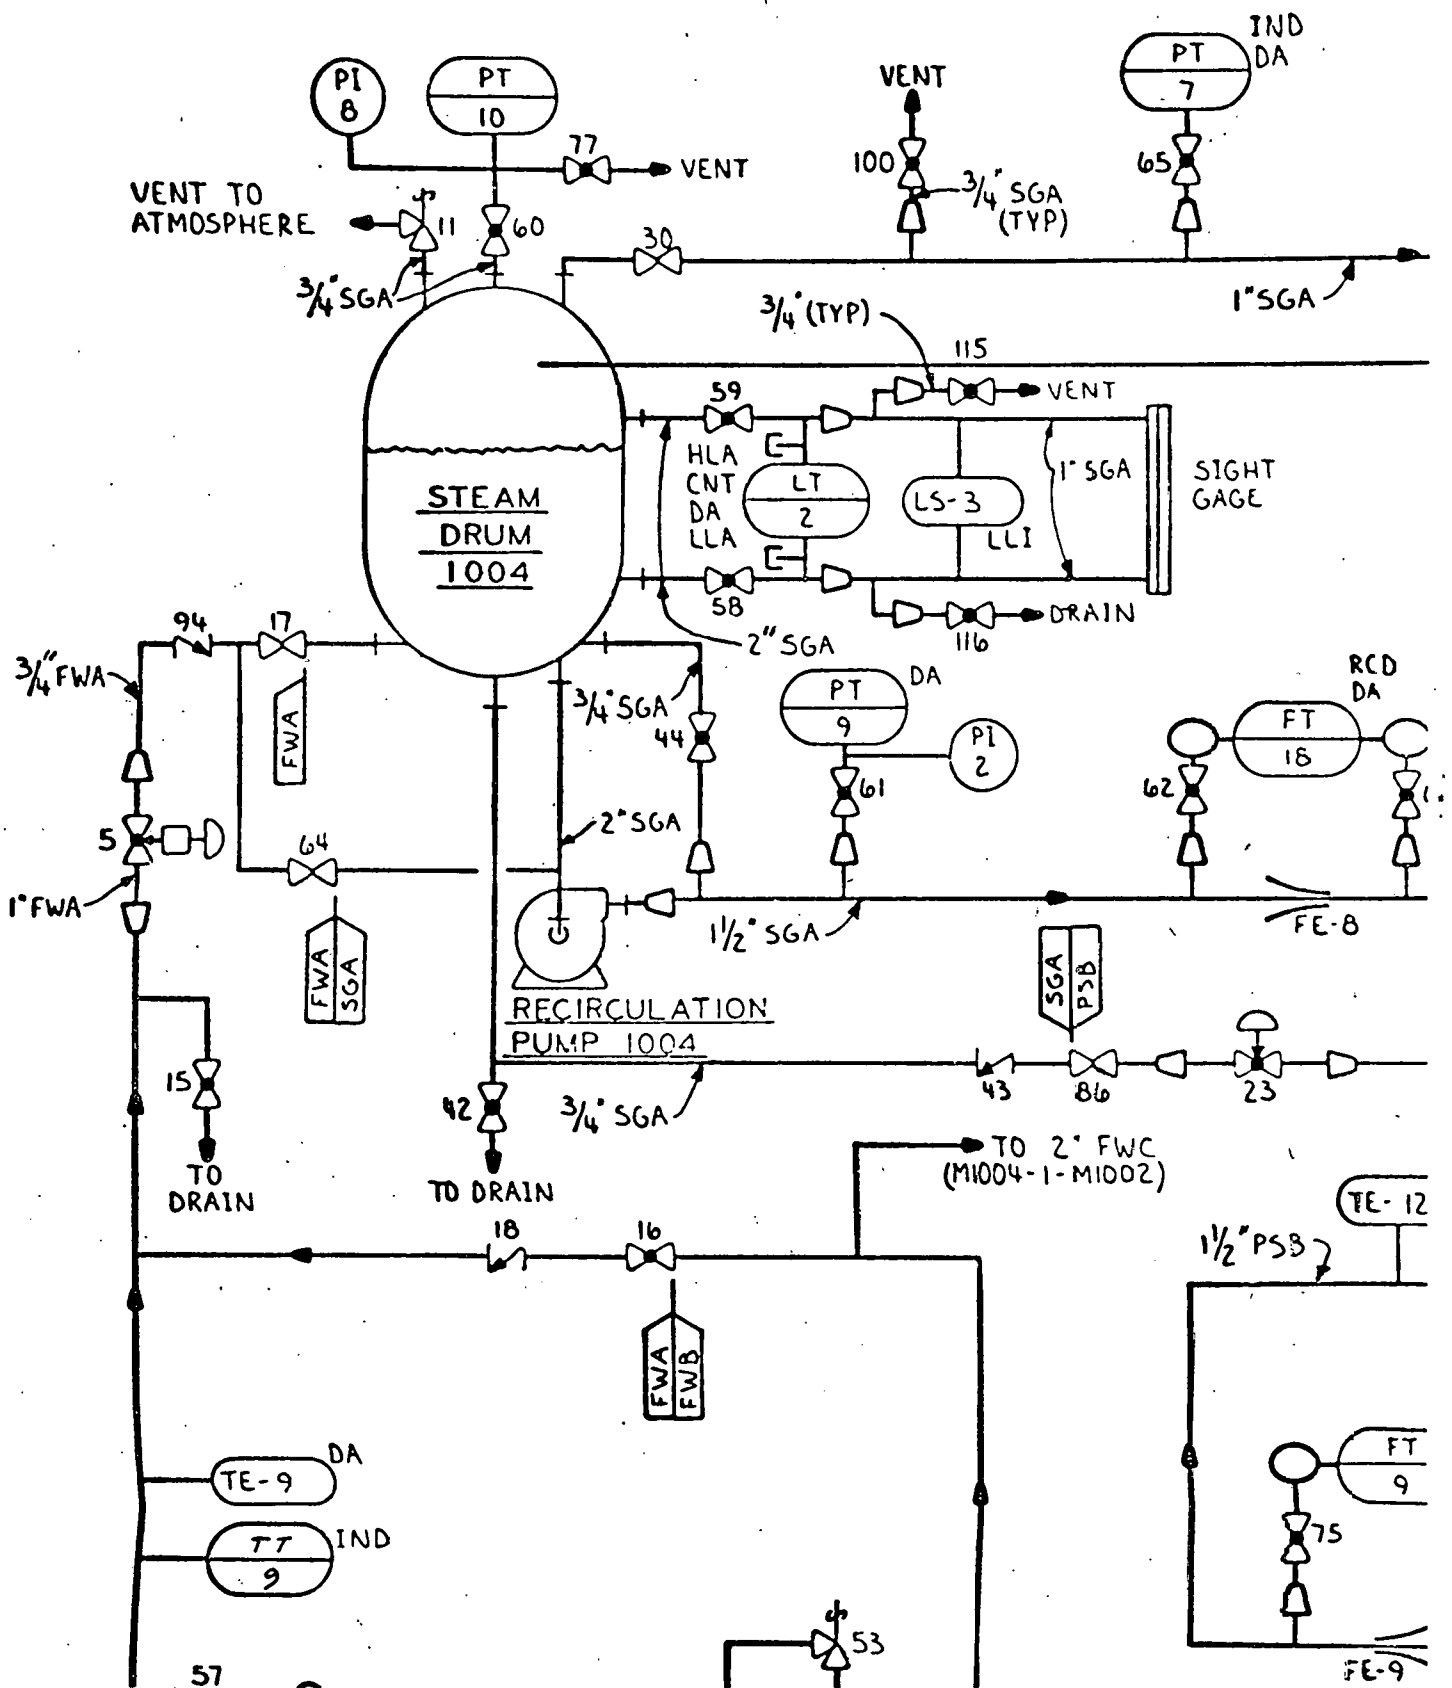 IND
DA
PT
7
PI
8
PT
10
77
VENT
VENT
100
65
3/4" SGA
(TYP)
VENT TO
ATMOSPHERE
11
60
30
3/4" SGA
1" SGA
3/4" (TYP)
115
VENT
59
HLA
CNT
DA
LLA
LT
2
LS-3
LLI
1" SGA
SIGHT
GAGE
STEAM
DRUM
1004
58
116
DRAIN
2" SGA
94
17
3/4" FWA
FWA
3/4" SGA
44
PT
9
DA
PI
2
61
RCD
DA
FT
18
62
5
64
2" SGA
1" FWA
FWA
SGA
1 1/2" SGA
FE-8
SGA
PSB
RECIRCULATION
PUMP 1004
15
42
3/4" SGA
43
86
23
TO
DRAIN
TO DRAIN
TO 2" FWC
(M1004-1-M1002)
18
16
TE-12
1 1/2" PSB
FWA
FWB
TE-9
DA
TT
9
IND
FT
9
75
53
57
FE-9